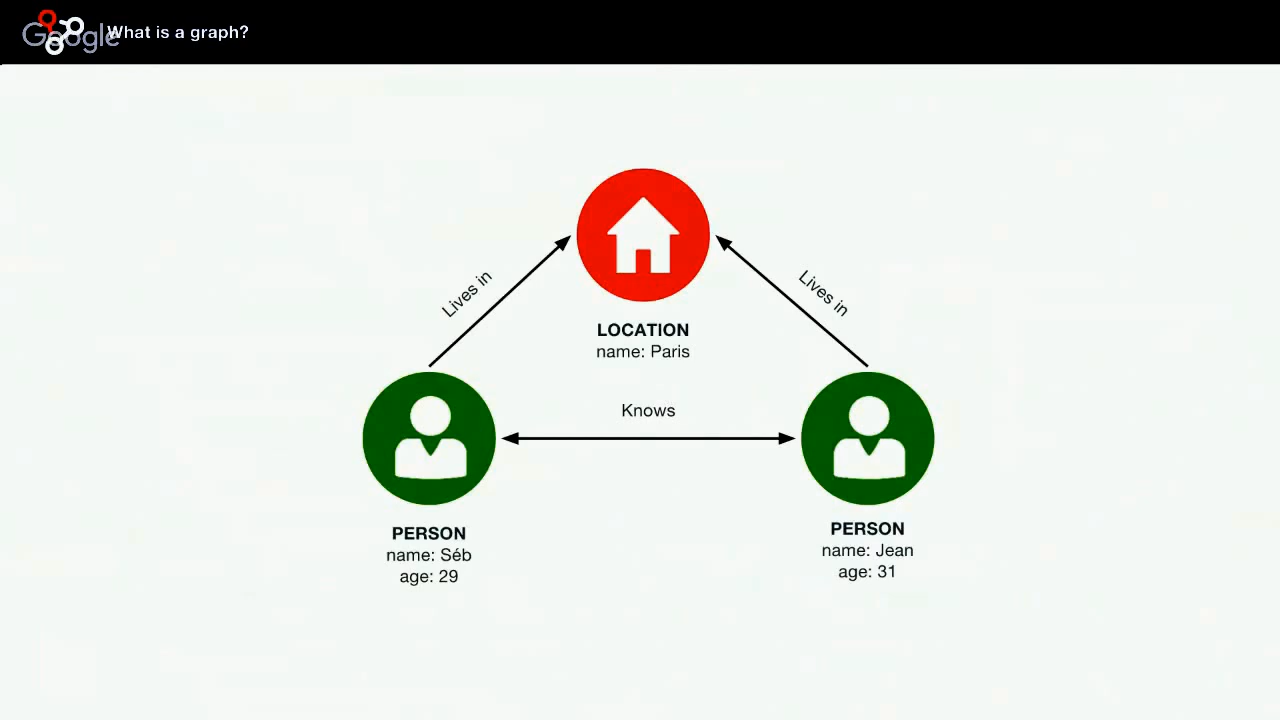 Google
What is a graph?
Lives in
Lives in
LOCATION
name: Paris
Knows
PERSON
name: Séb
age: 29
PERSON
name: Jean
age: 31